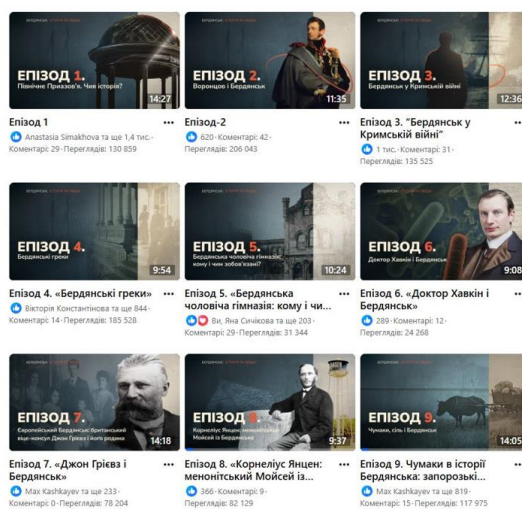 ЕПІЗОД 1.
Північне Приазов'я. Чия історія?
14:27
ЕПІЗОД 2.
Воронцов і Бердянськ
11:35
ЕПІЗОД 3.
Бердянськ у Кримській війні
12:36
Епізод 1
Anastasia Simakhova та ще 1,4 тис.·
Коментарі: 29·Переглядів: 130 859
Епізод-2
620·Коментарі: 42·
Переглядів: 206 043
Епізод 3. "Бердянськ у
Кримській війні"
1 тис.·Коментарі: 31·
Переглядів: 135 525
ЕПІЗОД 4.
Бердянські греки
9:54
ЕПІЗОД 5.
Бердянська чоловіча гімназія:
кому і чим зобов'язані?
10:24
ЕПІЗОД 6.
Доктор Хавкін і Бердянськ
9:08
Епізод 4. «Бердянські греки»
Вікторія Константінова та ще 844·
Коментарі: 14·Переглядів: 185 528
Епізод 5. «Бердянська
чоловіча гімназія: кому і чи...
Ви, Яна Сичікова та ще 203·
Коментарі: 29·Переглядів: 31 344
Епізод 6. «Доктор Хавкін і
Бердянськ»
289·Коментарі: 12·
Переглядів: 24 268
ЕПІЗОД 7.
Європейський Бердянськ: британський
віце-консул Джон Грієвз і його родина
14:18
ЕПІЗОД 8.
Корнеліус Янцен: менонітський
Мойсей із Бердянська
9:37
ЕПІЗОД 9.
Чумаки, сіль і Бердянськ
14:05
Епізод 7. «Джон Грієвз і
Бердянськ»
Max Kashkayev та ще 233·
Коментарі: 0·Переглядів: 78 204
Епізод 8. «Корнеліус Янцен:
менонітський Мойсей із...
366·Коментарі: 9·
Переглядів: 82 129
Епізод 9. Чумаки в історії
Бердянська: запорозькі...
Max Kashkayev та ще 819·
Коментарі: 15·Переглядів: 117 975